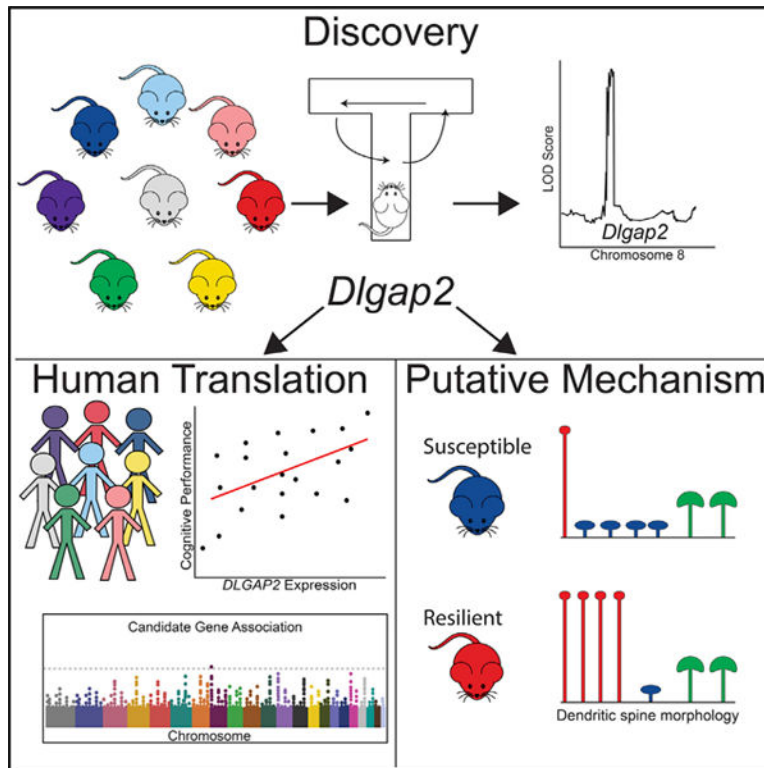 Discovery
LOD Score
Dlgap2
Chromosome 8
Dlgap2
Human Translation
Cognitive Performance
DLGAP2 Expression
Candidate Gene Association
Chromosome
Putative Mechanism
Susceptible
Resilient
Dendritic spine morphology